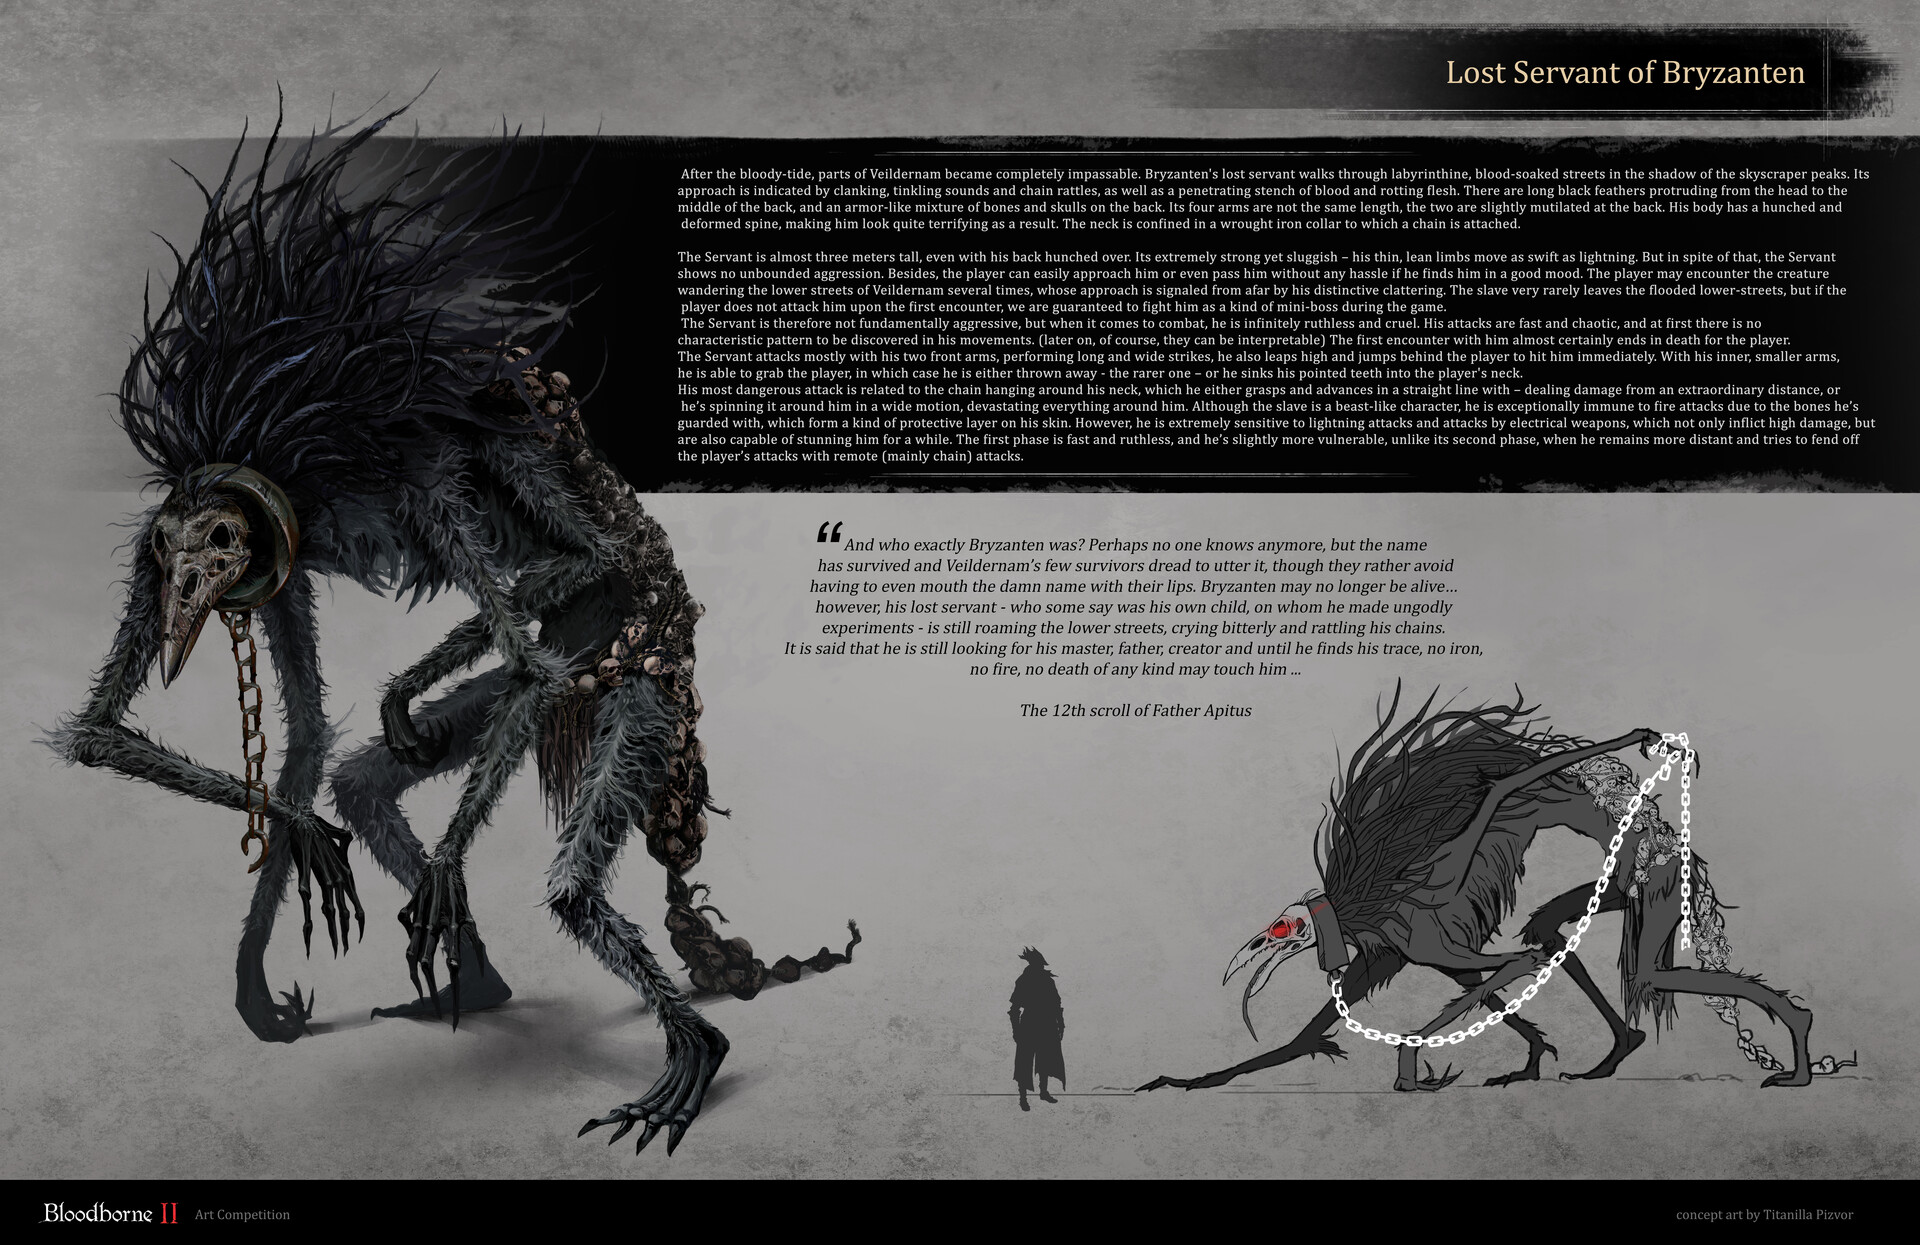 Lost Servant of Bryzanten
After the bloody-tide, parts of Veildernam became completely impassable. Bryzanten's lost servant walks through labyrinthine, blood-soaked streets in the shadow of the skyscraper peaks. Its
approach is indicated by clanking, tinkling sounds and chain rattles, as well as a penetrating stench of blood and rotting flesh. There are long black feathers protruding from the head to the
middle of the back, and an armor-like mixture of bones and skulls on the back. Its four arms are not the same length, the two are slightly mutilated at the back. His body has a hunched and
deformed spine, making him look quite terrifying as a result. The neck is confined in a wrought iron collar to which a chain is attached.
The Servant is almost three meters tall, even with his back hunched over. Its extremely strong yet sluggish – his thin, lean limbs move as swift as lightning. But in spite of that, the Servant
shows no unbounded aggression. Besides, the player can easily approach him or even pass him without any hassle if he finds him in a good mood. The player may encounter the creature
wandering the lower streets of Veildernam several times, whose approach is signaled from afar by his distinctive clattering. The slave very rarely leaves the flooded lower-streets, but if the
player does not attack him upon the first encounter, we are guaranteed to fight him as a kind of mini-boss during the game.
The Servant is therefore not fundamentally aggressive, but when it comes to combat, he is infinitely ruthless and cruel. His attacks are fast and chaotic, and at first there is no
characteristic pattern to be discovered in his movements. (later on, of course, they can be interpretable) The first encounter with him almost certainly ends in death for the player.
The Servant attacks mostly with his two front arms, performing long and wide strikes, he also leaps high and jumps behind the player to hit him immediately. With his inner, smaller arms,
he is able to grab the player, in which case he is either thrown away - the rarer one – or he sinks his pointed teeth into the player's neck.
His most dangerous attack is related to the chain hanging around his neck, which he either grasps and advances in a straight line with – dealing damage from an extraordinary distance, or
he’s spinning it around him in a wide motion, devastating everything around him. Although the slave is a beast-like character, he is exceptionally immune to fire attacks due to the bones he’s
guarded with, which form a kind of protective layer on his skin. However, he is extremely sensitive to lightning attacks and attacks by electrical weapons, which not only inflict high damage, but
are also capable of stunning him for a while. The first phase is fast and ruthless, and he’s slightly more vulnerable, unlike its second phase, when he remains more distant and tries to fend off
the player’s attacks with remote (mainly chain) attacks.
“ And who exactly Bryzanten was? Perhaps no one knows anymore, but the name
has survived and Veildernam’s few survivors dread to utter it, though they rather avoid
having to even mouth the damn name with their lips. Bryzanten may no longer be alive...
however, his lost servant - who some say was his own child, on whom he made ungodly
experiments - is still roaming the lower streets, crying bitterly and rattling his chains.
It is said that he is still looking for his master, father, creator and until he finds his trace, no iron,
no fire, no death of any kind may touch him ...
The 12th scroll of Father Apitus
Bloodborne II Art Competition
concept art by Titanilla Pizvor